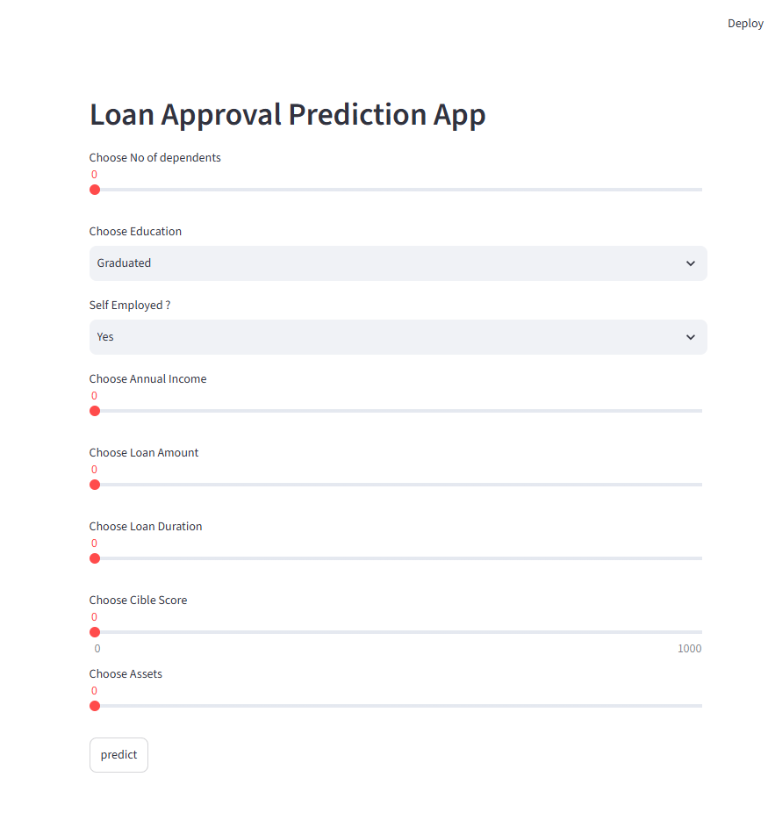 Deploy
Loan Approval Prediction App
Choose No of dependents
0
Choose Education
Graduated
Self Employed ?
Yes
Choose Annual Income
0
Choose Loan Amount
0
Choose Loan Duration
0
Choose Cible Score
0
0 1000
Choose Assets
0
predict